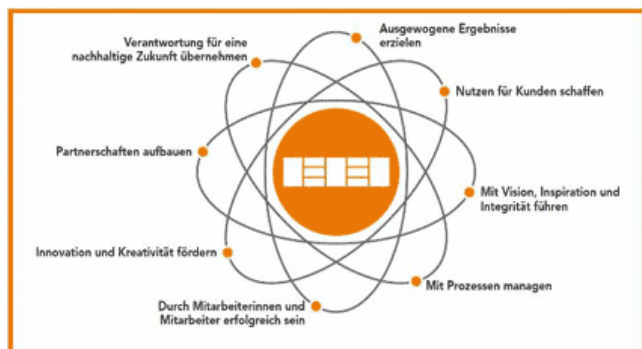 Ausgewogene Ergebnisse
erzielen
Nutzen für Kunden schaffen
Mit Vision, Inspiration und
Integrität führen
Mit Prozessen managen
Durch Mitarbeiterinnen und
Mitarbeiter erfolgreich sein
Innovation und Kreativität fördern
Partnerschaften aufbauen
Verantwortung für eine
nachhaltige Zukunft übernehmen